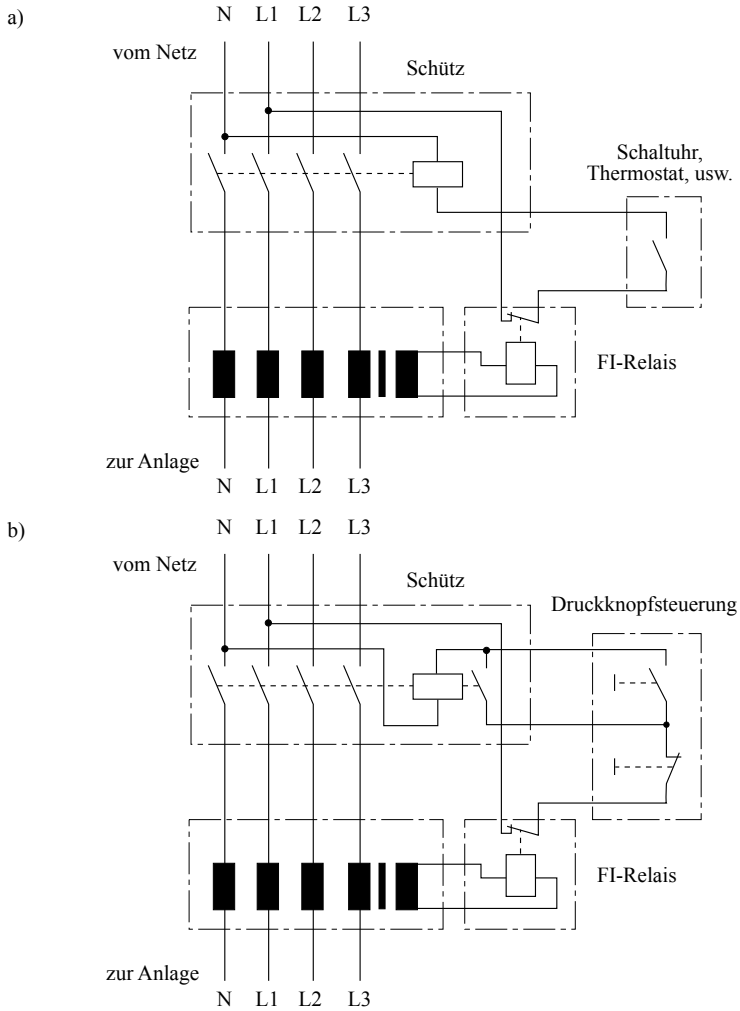 a)
N L1 L2 L3
vom Netz
Schütz
Schaltuhr,
Thermostat, usw.
FI-Relais
zur Anlage
N L1 L2 L3
b)
N L1 L2 L3
vom Netz
Schütz
Druckknopfsteuerung
FI-Relais
zur Anlage
N L1 L2 L3